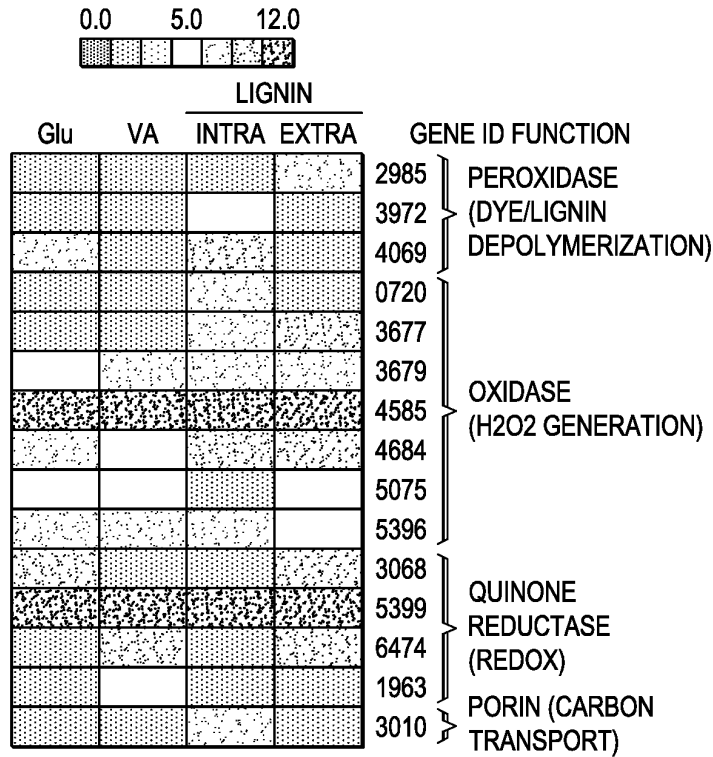 0.0 5.0 12.0
LIGNIN
Glu VA INTRA EXTRA GENE ID FUNCTION
2985 PEROXIDASE
3972 (DYE/LIGNIN
4069 DEPOLYMERIZATION)
0720
3677
3679
OXIDASE
4585
(H2O2 GENERATION)
4684
5075
5396
3068
QUINONE
5399
REDUCTASE
6474
(REDOX)
1963
PORIN (CARBON
3010
TRANSPORT)